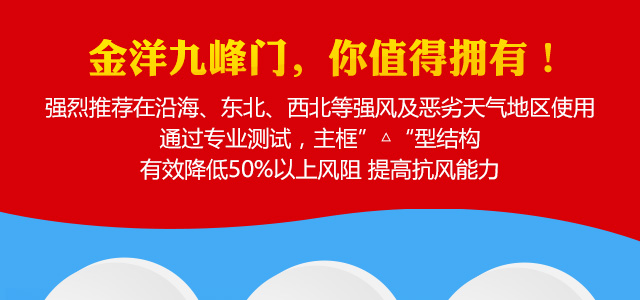 金洋九峰门，你值得拥有！
强烈推荐在沿海、东北、西北等强风及恶劣天气地区使用
通过专业测试，主框”△“型结构
有效降低50%以上风阻 提高抗风能力